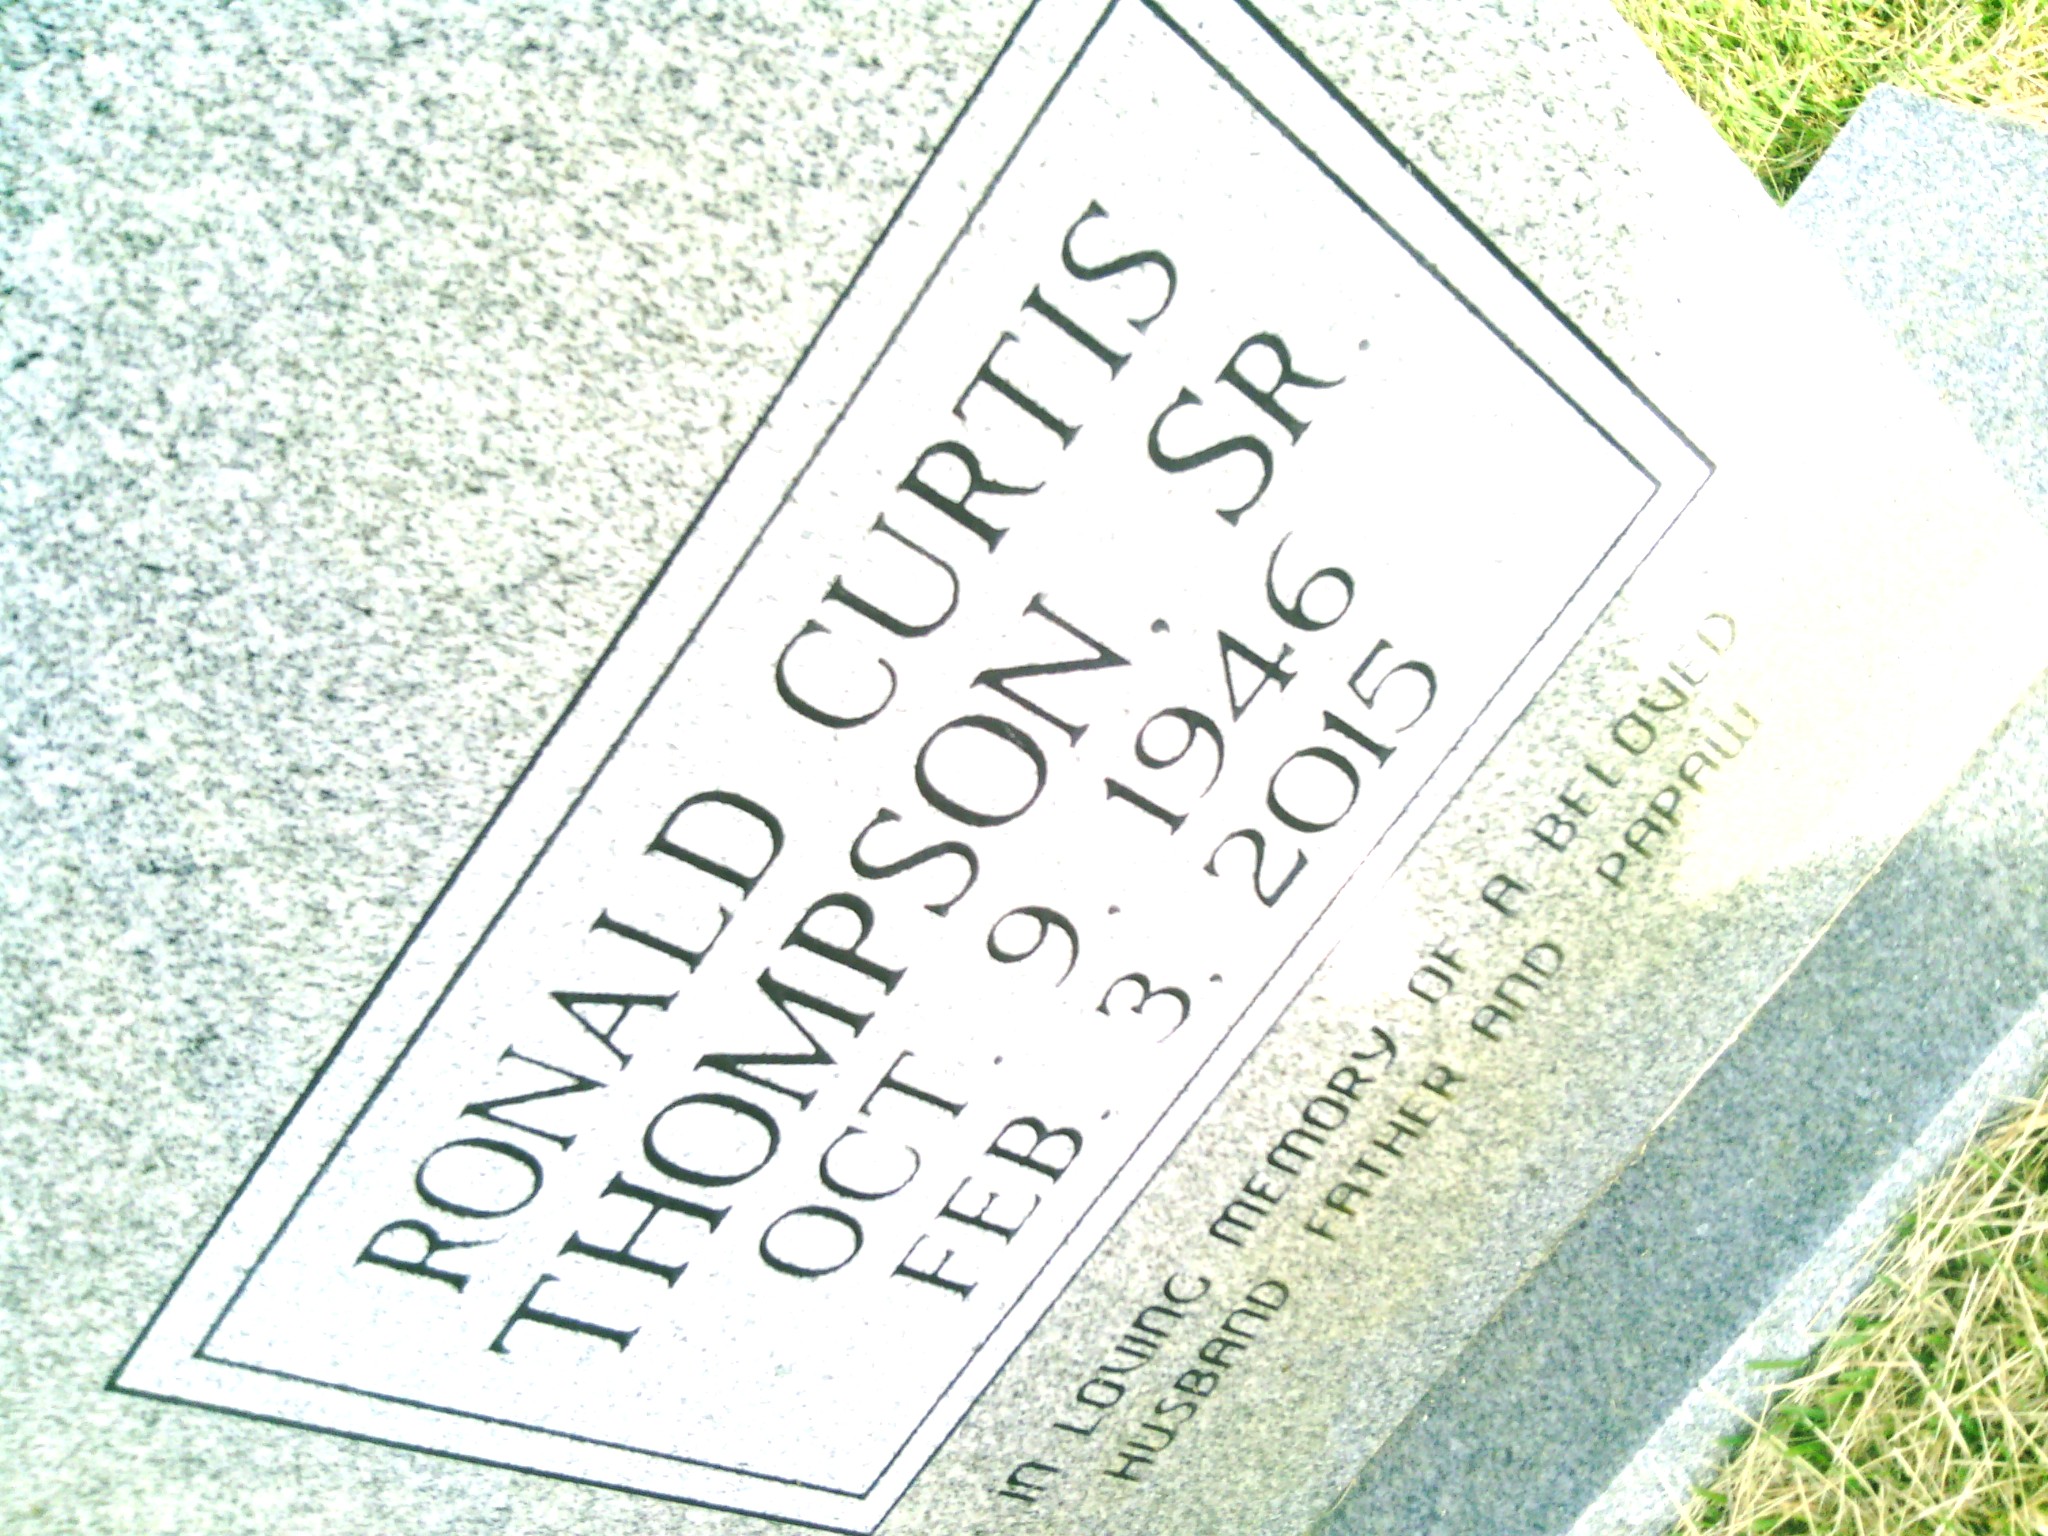 RONALD CURTIS
THOMPSON. SR.
OCT. 9. 1946
FEB. 3. 2015
IN LOVING MEMORY OF A BELOVED
HUSBAND FATHER AND PAPAW